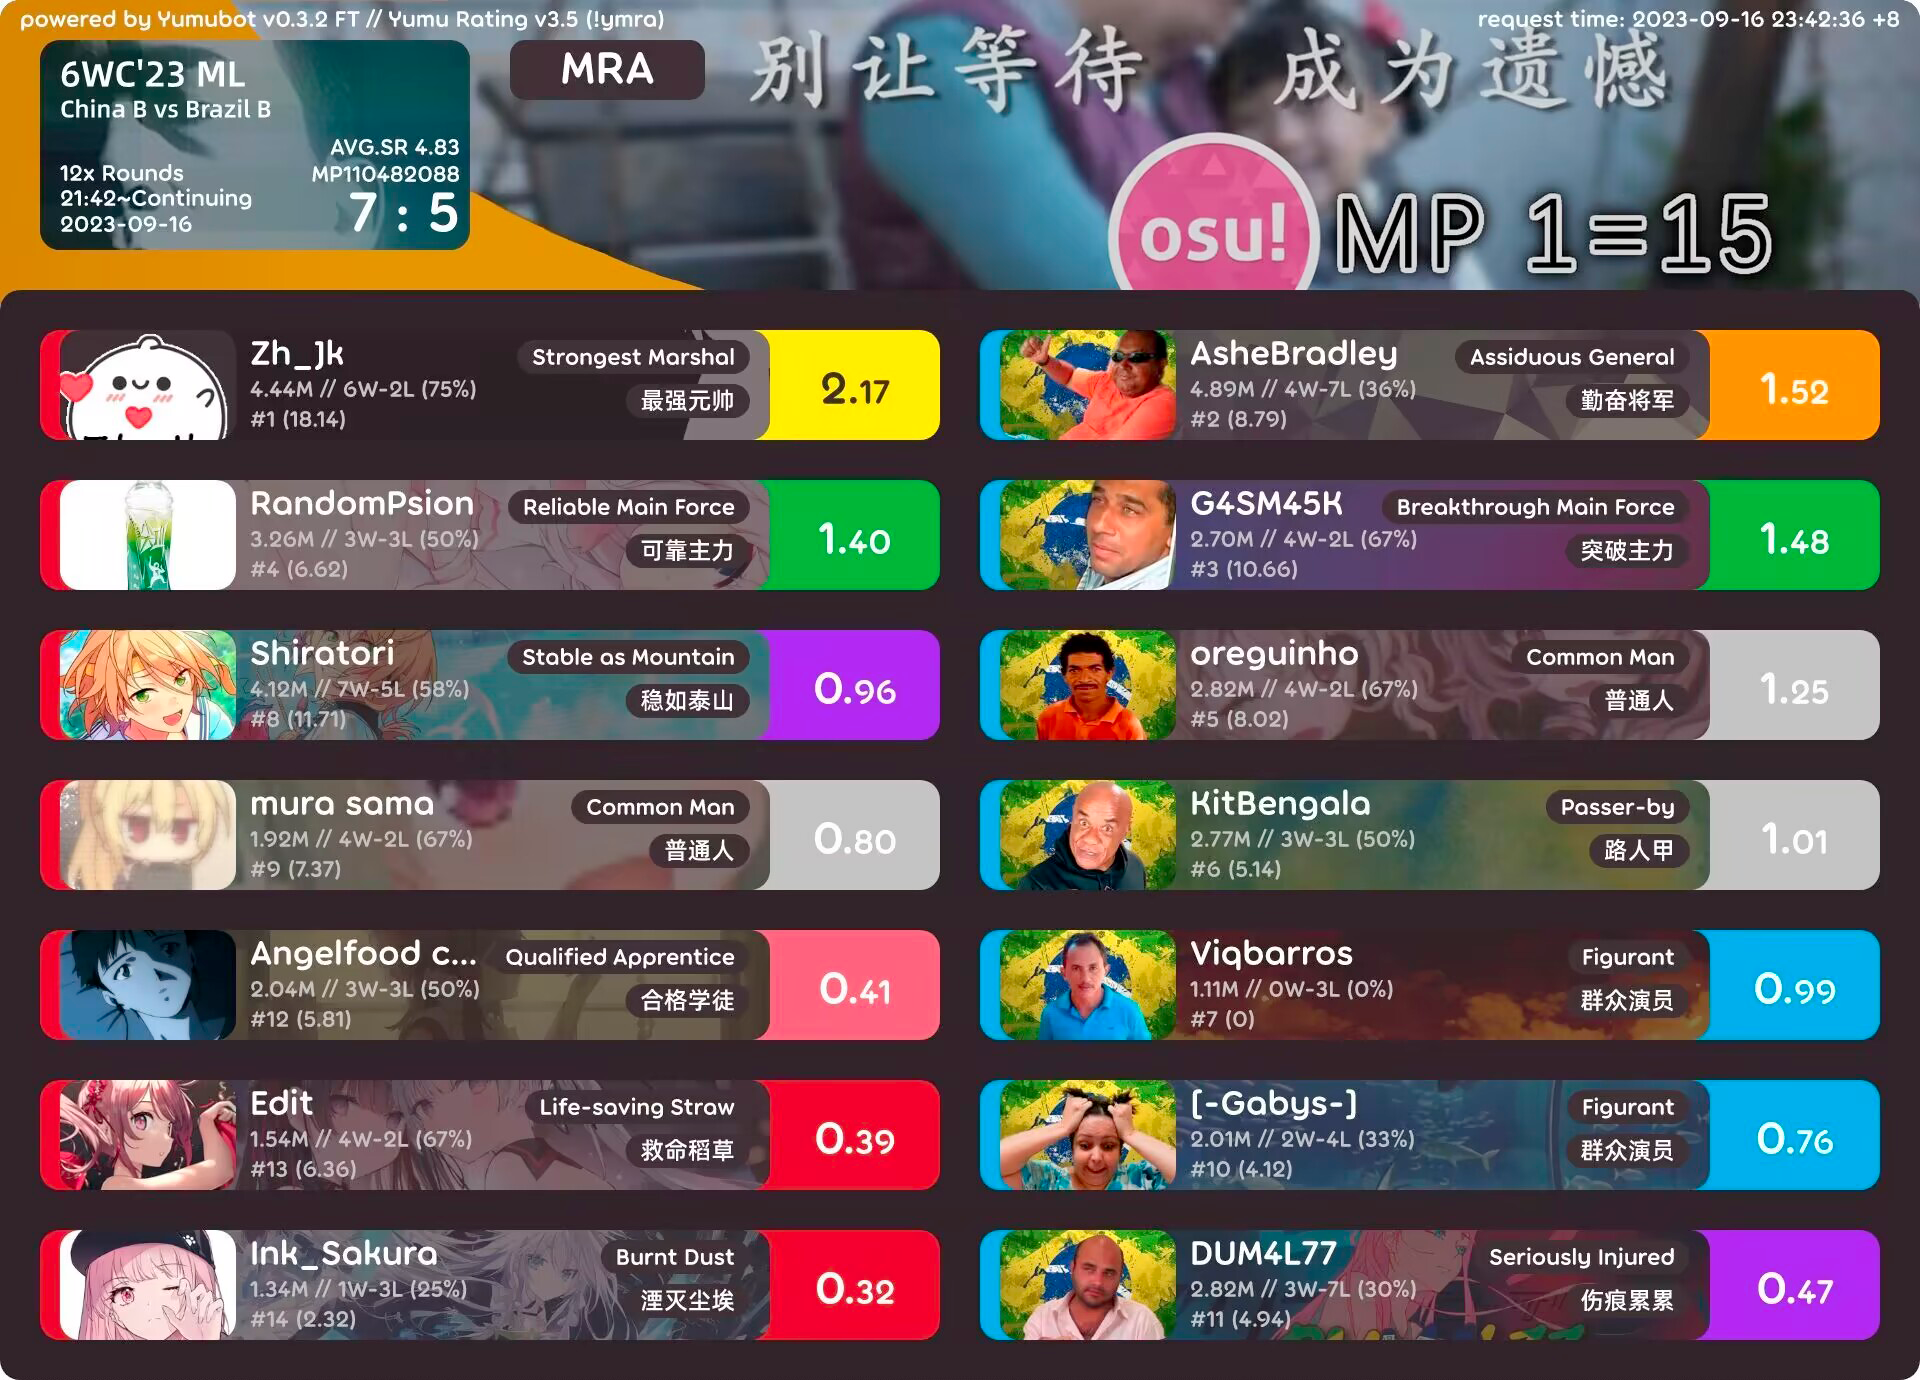 powered by Yumubot v0.3.2 FT // Yumu Rating v3.5 (!ymra)
request time: 2023-09-16 23:42:36 +8
6WC'23 ML
China B vs Brazil B
AVG.SR 4.83
12x Rounds
MP110482088
21:42~Continuing
2023-09-16
7 : 5
MRA
别让等待 成为遗憾
osu!
MP 1=15
Zh_Jk
Strongest Marshal
4.44M // 6W-2L (75%)
最强元帅
#1 (18.14)
2.17
AsheBradley
Assiduous General
4.89M // 4W-7L (36%)
勤奋将军
#2 (8.79)
1.52
RandomPsion
Reliable Main Force
3.26M // 3W-3L (50%)
可靠主力
#4 (6.62)
1.40
G4SM45K
Breakthrough Main Force
2.70M // 4W-2L (67%)
突破主力
#3 (10.66)
1.48
Shiratori
Stable as Mountain
4.12M // 7W-5L (58%)
稳如泰山
#8 (11.71)
0.96
oreguinho
Common Man
2.82M // 4W-2L (67%)
普通人
#5 (8.02)
1.25
mura sama
Common Man
1.92M // 4W-2L (67%)
普通人
#9 (7.37)
0.80
KitBengala
Passer-by
2.77M // 3W-3L (50%)
路人甲
#6 (5.14)
1.01
Angelfood c...
Qualified Apprentice
2.04M // 3W-3L (50%)
合格学徒
#12 (5.81)
0.41
Viqbarros
Figurant
1.11M // 0W-3L (0%)
群众演员
#7 (0)
0.99
Edit
Life-saving Straw
1.54M // 4W-2L (67%)
救命稻草
#13 (6.36)
0.39
[-Gabys-]
Figurant
2.01M // 2W-4L (33%)
群众演员
#10 (4.12)
0.76
Ink_Sakura
Burnt Dust
1.34M // 1W-3L (25%)
湮灭尘埃
#14 (2.32)
0.32
DUM4L77
Seriously Injured
2.82M // 3W-7L (30%)
伤痕累累
#11 (4.94)
0.47